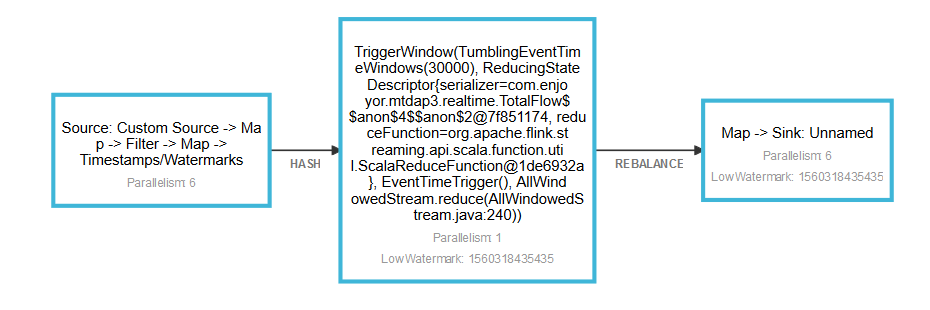 Source: Custom Source -> Ma
p -> Filter -> Map ->
Timestamps/Watermarks
Parallelism: 6
HASH
TriggerWindow(TumblingEventTim
eWindows(30000), ReducingState
Descriptor{serializer=com.enjo
yor.mtdap3.realtime.TotalFlow$
$anon$4$$anon$2@7f851174, redu
ceFunction=org.apache.flink.st
reaming.api.scala.function.uti
l.ScalaReduceFunction@1de6932a
}, EventTimeTrigger(), AllWind
owedStream.reduce(AllWindowedS
tream.java:240))
Parallelism: 1
LowWatermark: 1560318435435
REBALANCE
Map -> Sink: Unnamed
Parallelism: 6
LowWatermark: 1560318435435